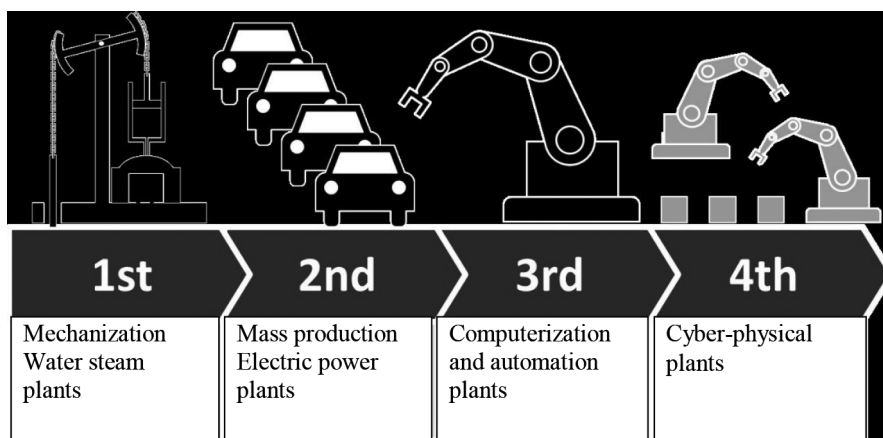 1st
2nd
3rd
4th
Mechanization
Water steam
plants
Mass production
Electric power
plants
Computerization
and automation
plants
Cyber-physical
plants